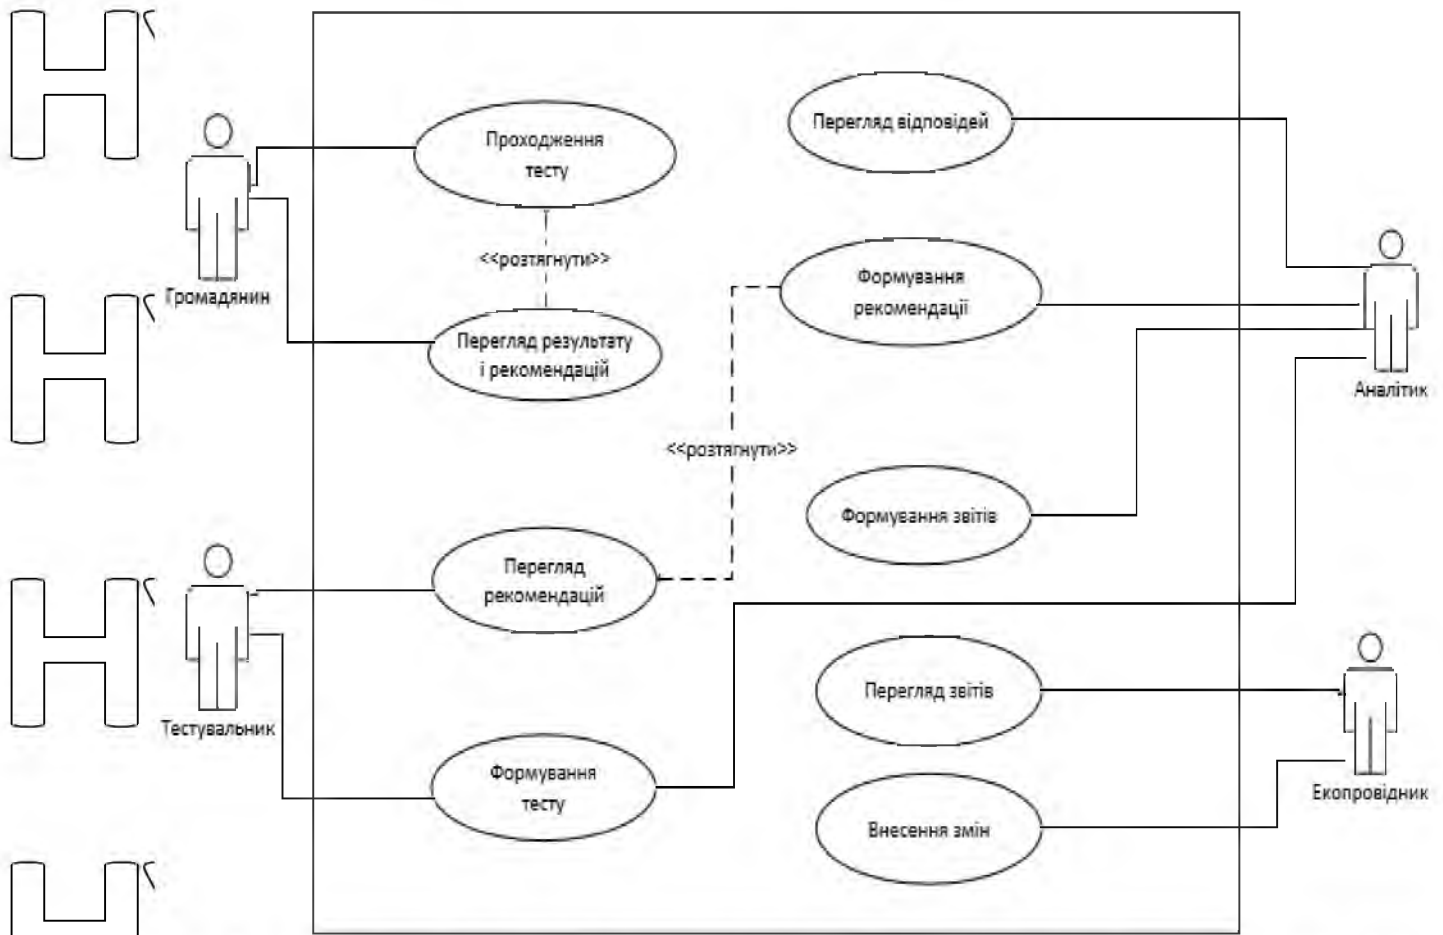 Н
Н
Н
Н
Проходження
тесту
<<розтягнути>>
Перегляд результату
і рекомендацій
Громадянин
Перегляд відповідей
Формування
рекомендації
Аналітик
<<розтягнути>>
Формування звітів
Перегляд
рекомендацій
Тестувальник
Формування
тесту
Перегляд звітів
Екопровідник
Внесення змін